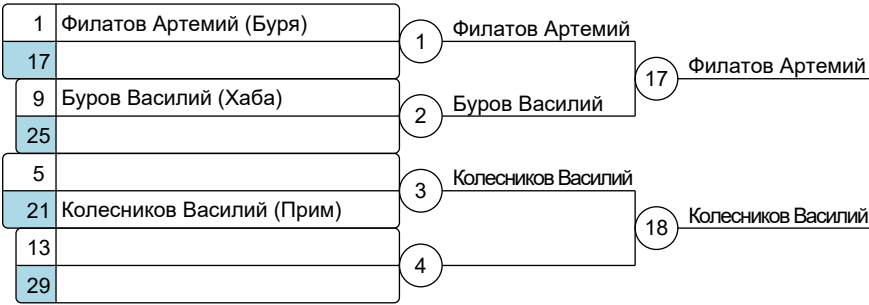 1 Филатов Артемий (Буря)
17
9 Буров Василий (Хаба)
25
5
21 Колесников Василий (Прим)
13
29
1 Филатов Артемий
2 Буров Василий
3 Колесников Василий
4
17 Филатов Артемий
18 Колесников Василий